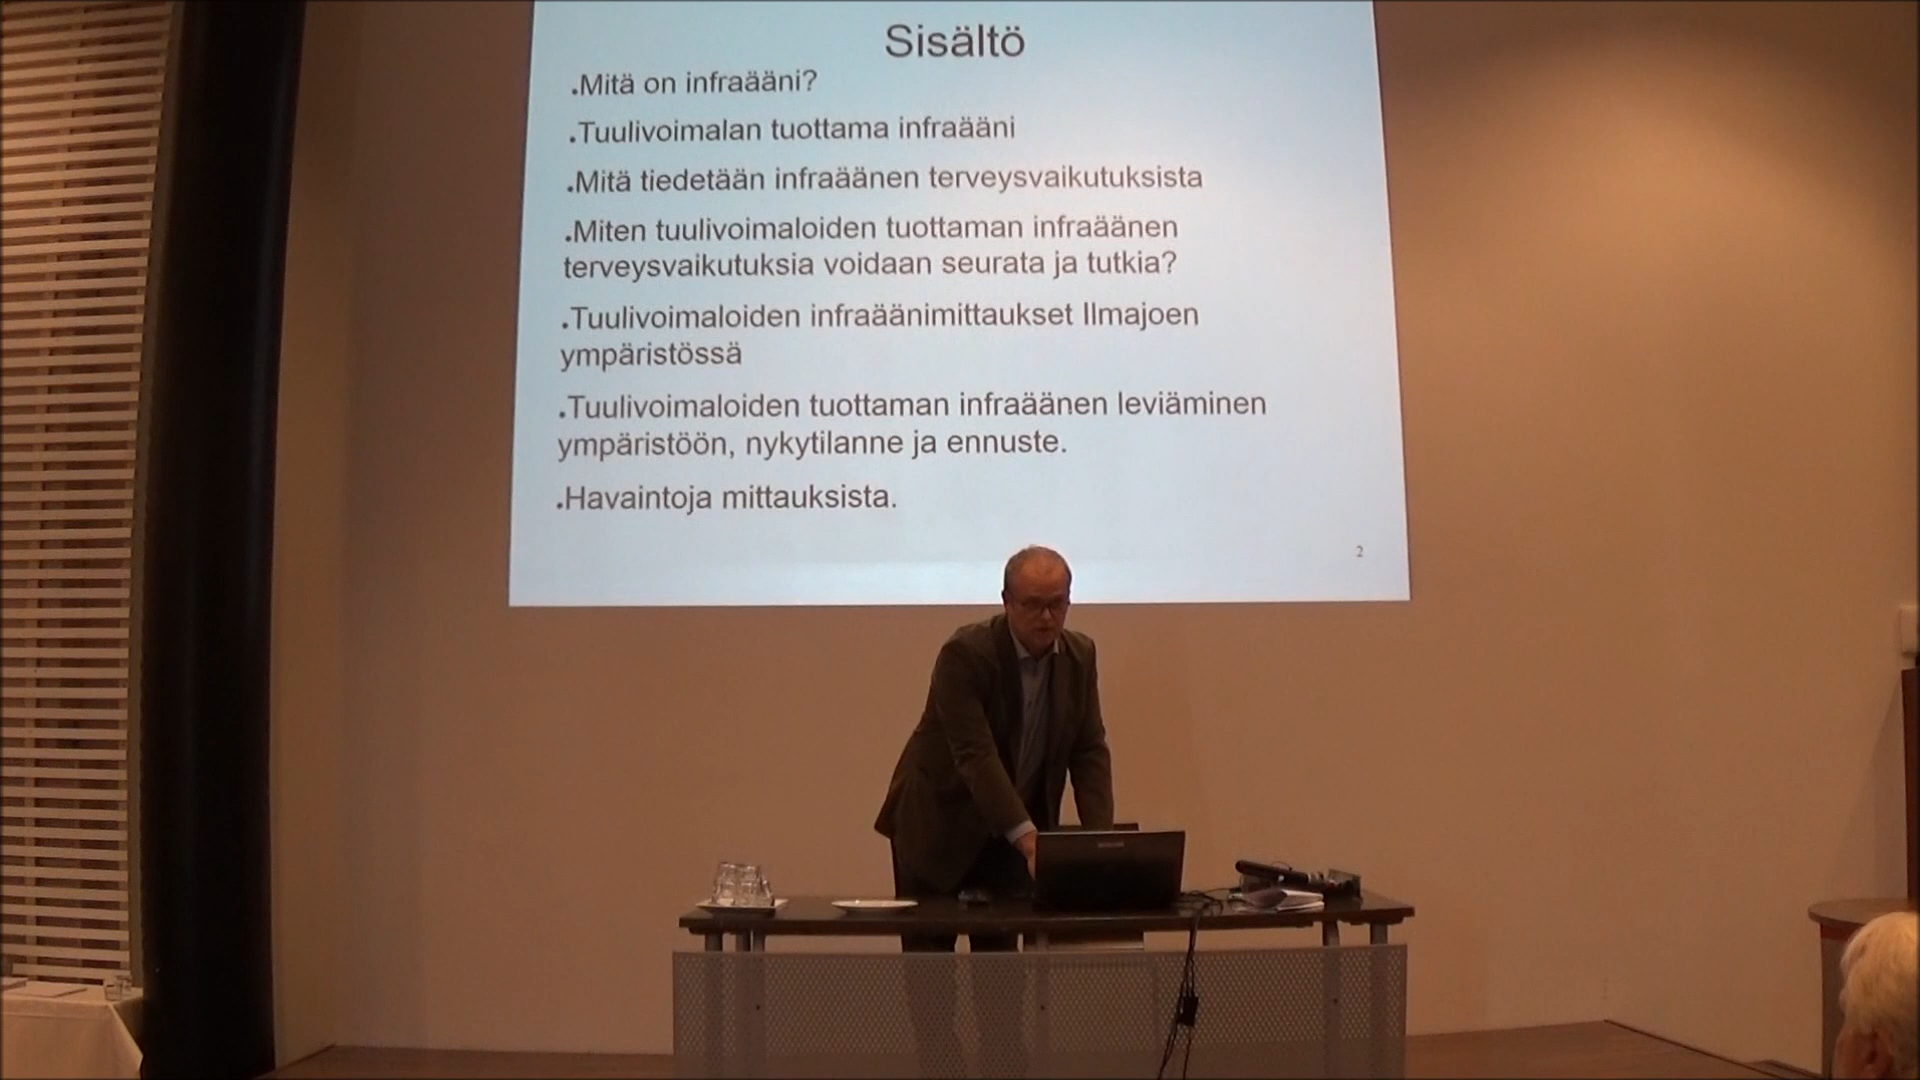 Sisältö
.Mitä on infraääni?
.Tuulivoimalan tuottama infraääni
.Mitä tiedetään infraäänen terveysvaikutuksista
.Miten tuulivoimaloiden tuottaman infraäänen
terveysvaikutuksia voidaan seurata ja tutkia?
.Tuulivoimaloiden infraäänimittaukset Ilmajoen
ympäristössä
.Tuulivoimaloiden tuottaman infraäänen leviäminen
ympäristöön, nykytilanne ja ennuste.
.Havaintoja mittauksista.
2